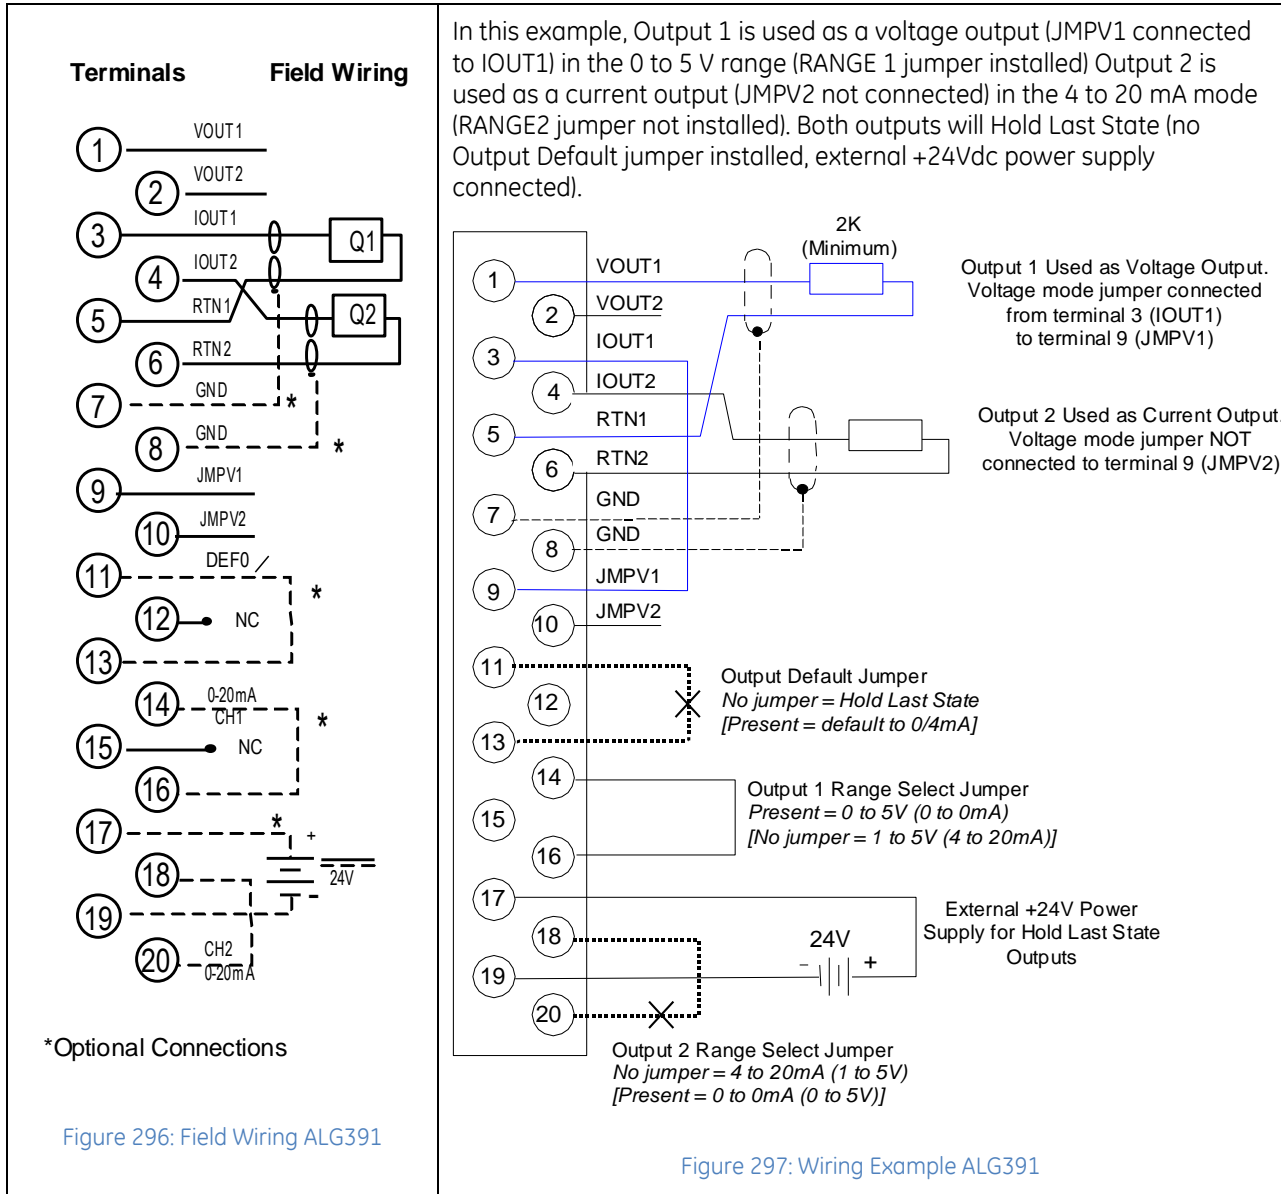 Terminals Field Wiring
1 VOUT1
2 VOUT2
3 IOUT1 Q1
4 IOUT2
5 RTN1 Q2
6 RTN2
7 GND *
8 GND *
9 JMPV1
10 JMPV2
11 DEF0 *
12 NC
13
14 0-20mA
CH1 *
15 NC
16
17 * +
18 24V
19 -
20 CH2
0-20mA
*Optional Connections
Figure 296: Field Wiring ALG391
In this example, Output 1 is used as a voltage output (JMPV1 connected
to IOUT1) in the 0 to 5 V range (RANGE 1 jumper installed) Output 2 is
used as a current output (JMPV2 not connected) in the 4 to 20 mA mode
(RANGE2 jumper not installed). Both outputs will Hold Last State (no
Output Default jumper installed, external +24Vdc power supply
connected).
2K
(Minimum)
1 VOUT1
2 VOUT2
3 IOUT1
4 IOUT2
5 RTN1
6 RTN2
7 GND
8 GND
9 JMPV1
10 JMPV2
Output 1 Used as Voltage Output.
Voltage mode jumper connected
from terminal 3 (IOUT1)
to terminal 9 (JMPV1)
Output 2 Used as Current Output.
Voltage mode jumper NOT
connected to terminal 9 (JMPV2)
11
12
13
Output Default Jumper
No jumper = Hold Last State
[Present = default to 0/4mA]
14
15
16
Output 1 Range Select Jumper
Present = 0 to 5V (0 to 0mA)
[No jumper = 1 to 5V (4 to 20mA)]
17
18
19
20
24V
– +
External +24V Power
Supply for Hold Last State
Outputs
Output 2 Range Select Jumper
No jumper = 4 to 20mA (1 to 5V)
[Present = 0 to 0mA (0 to 5V)]
Figure 297: Wiring Example ALG391